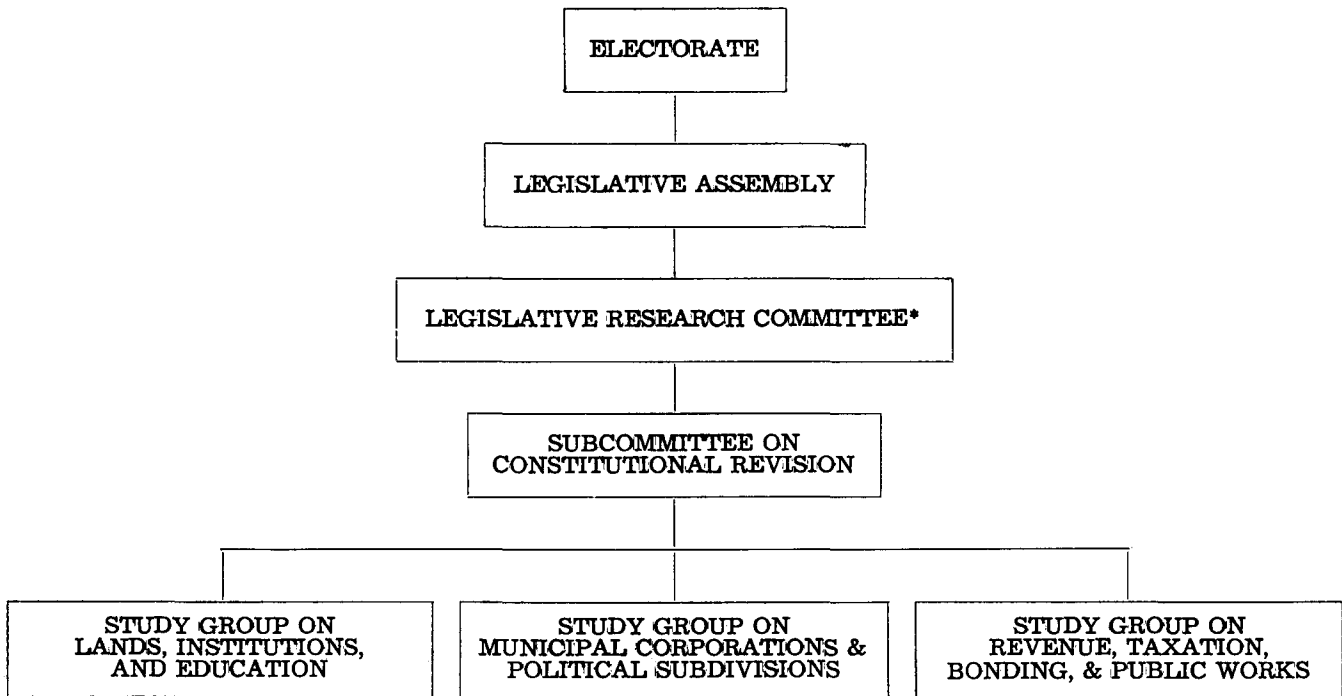 ELECTORATE
LEGISLATIVE ASSEMBLY
LEGISLATIVE RESEARCH COMMITTEE*
SUBCOMMITTEE ON
CONSTITUTIONAL REVISION
STUDY GROUP ON
LANDS, INSTITUTIONS,
AND EDUCATION
STUDY GROUP ON
MUNICIPAL CORPORATIONS &
POLITICAL SUBDIVISIONS
STUDY GROUP ON
REVENUE, TAXATION,
BONDING, & PUBLIC WORKS